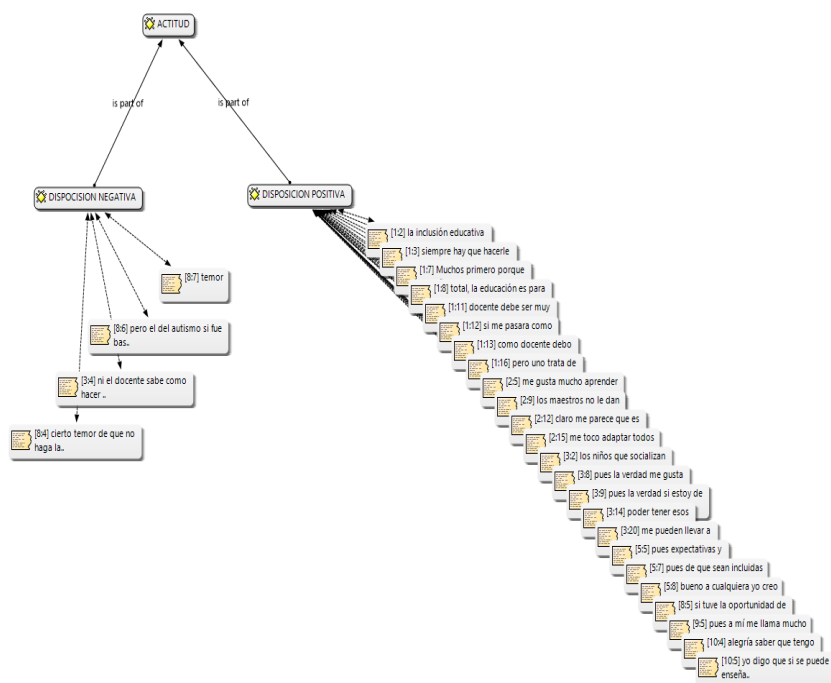 ACTITUD
is part of
is part of
DISPOCISION NEGATIVA
DISPOSICION POSITIVA
[8:7] temor
[8:6] pero el del autismo si fue
bas..
[3:4] ni el docente sabe como
hacer ..
[8:4] cierto temor de que no
haga la..
[1:2] la inclusión educativa
[1:3] siempre hay que hacerle
[1:7] Muchos primero porque
[1:8] total, la educación es para
[1:11] docente debe ser muy
[1:12] si me pasara como
[1:13] como docente debo
[1:16] pero uno trata de
[2:5] me gusta mucho aprender
[2:9] los maestros no le dan
[2:12] claro me parece que es
[2:15] me toco adaptar todos
[3:2] los niños que socializan
[3:8] pues la verdad me gusta
[3:9] pues la verdad si estoy de
[3:14] poder tener esos
[3:20] me pueden llevar a
[5:5] pues expectativas y
[5:7] pues de que sean incluidas
[5:8] bueno a cualquiera yo creo
[8:5] si tuve la oportunidad de
[9:5] pues a mí me llama mucho
[10:4] alegría saber que tengo
[10:5] yo digo que si se puede
enseña..